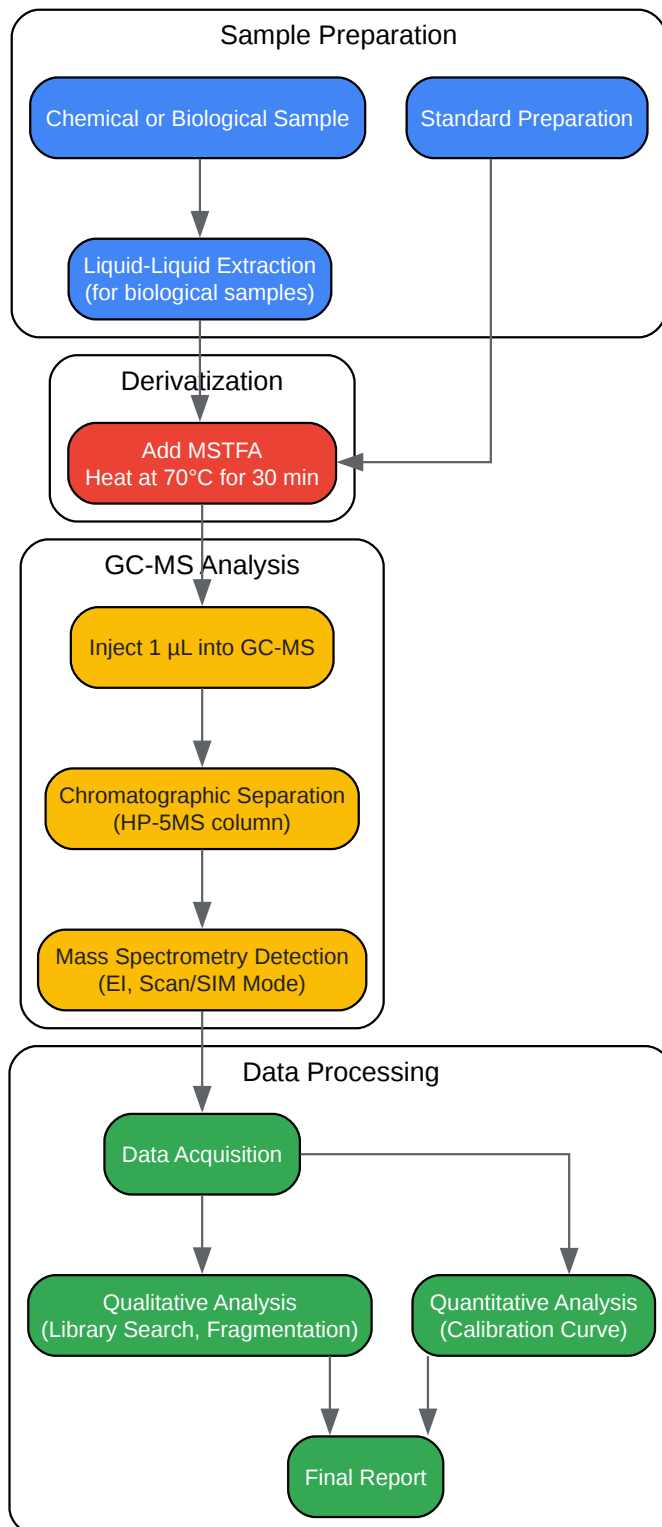 Sample Preparation
Chemical or Biological Sample
Standard Preparation
Liquid-Liquid Extraction
(for biological samples)
Derivatization
Add MSTFA
Heat at 70°C for 30 min
GC-MS Analysis
Inject 1 µL into GC-MS
Chromatographic Separation
(HP-5MS column)
Mass Spectrometry Detection
(EI, Scan/SIM Mode)
Data Processing
Data Acquisition
Qualitative Analysis
(Library Search, Fragmentation)
Quantitative Analysis
(Calibration Curve)
Final Report